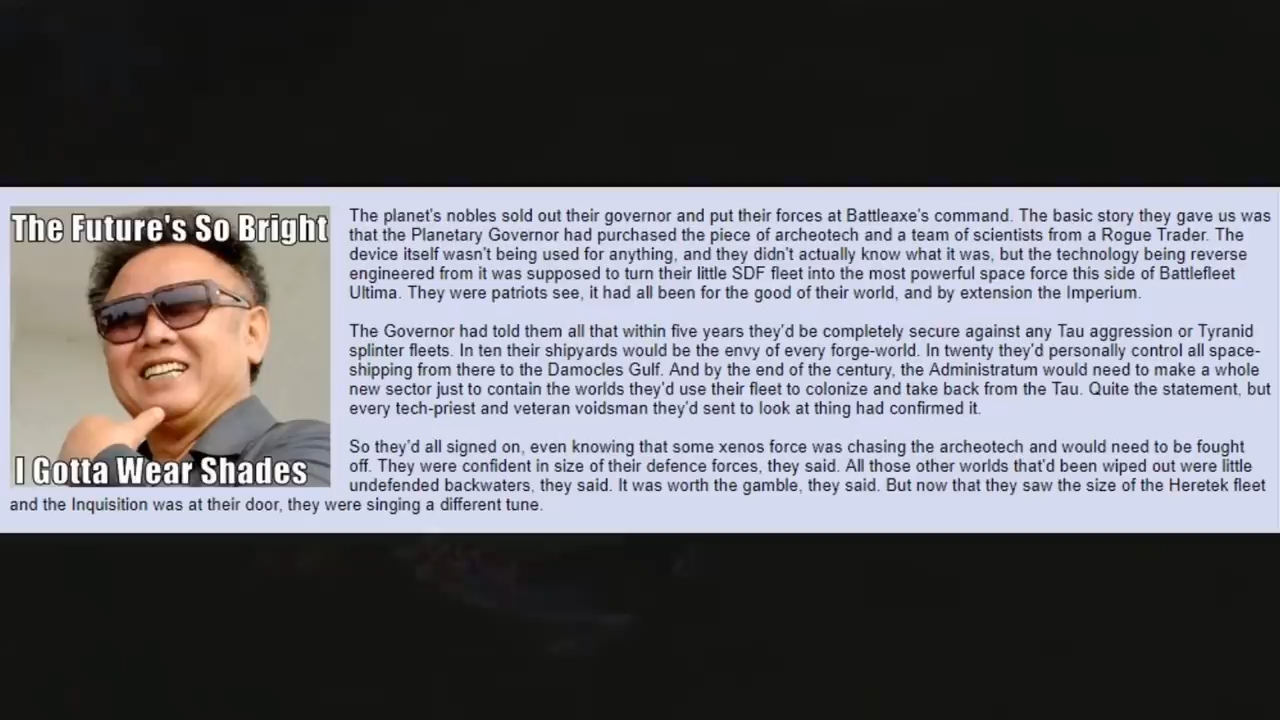 The Future's So Bright
I Gotta Wear Shades
The planet's nobles sold out their governor and put their forces at Battleaxe's command. The basic story they gave us was
that the Planetary Governor had purchased the piece of archeotech and a team of scientists from a Rogue Trader. The
device itself wasn't being used for anything, and they didn't actually know what it was, but the technology being reverse
engineered from it was supposed to turn their little SDF fleet into the most powerful space force this side of Battlefleet
Ultima. They were patriots see, it had all been for the good of their world, and by extension the Imperium.
The Governor had told them all that within five years they'd be completely secure against any Tau aggression or Tyranid
splinter fleets. In ten their shipyards would be the envy of every forge-world. In twenty they'd personally control all space-
shipping from there to the Damocles Gulf. And by the end of the century, the Administratum would need to make a whole
new sector just to contain the worlds they'd use their fleet to colonize and take back from the Tau. Quite the statement, but
every tech-priest and veteran voidsman they'd sent to look at thing had confirmed it.
So they'd all signed on, even knowing that some xenos force was chasing the archeotech and would need to be fought
off. They were confident in size of their defence forces, they said. All those other worlds that'd been wiped out were little
undefended backwaters, they said. It was worth the gamble, they said. But now that they saw the size of the Heretek fleet
and the Inquisition was at their door, they were singing a different tune.